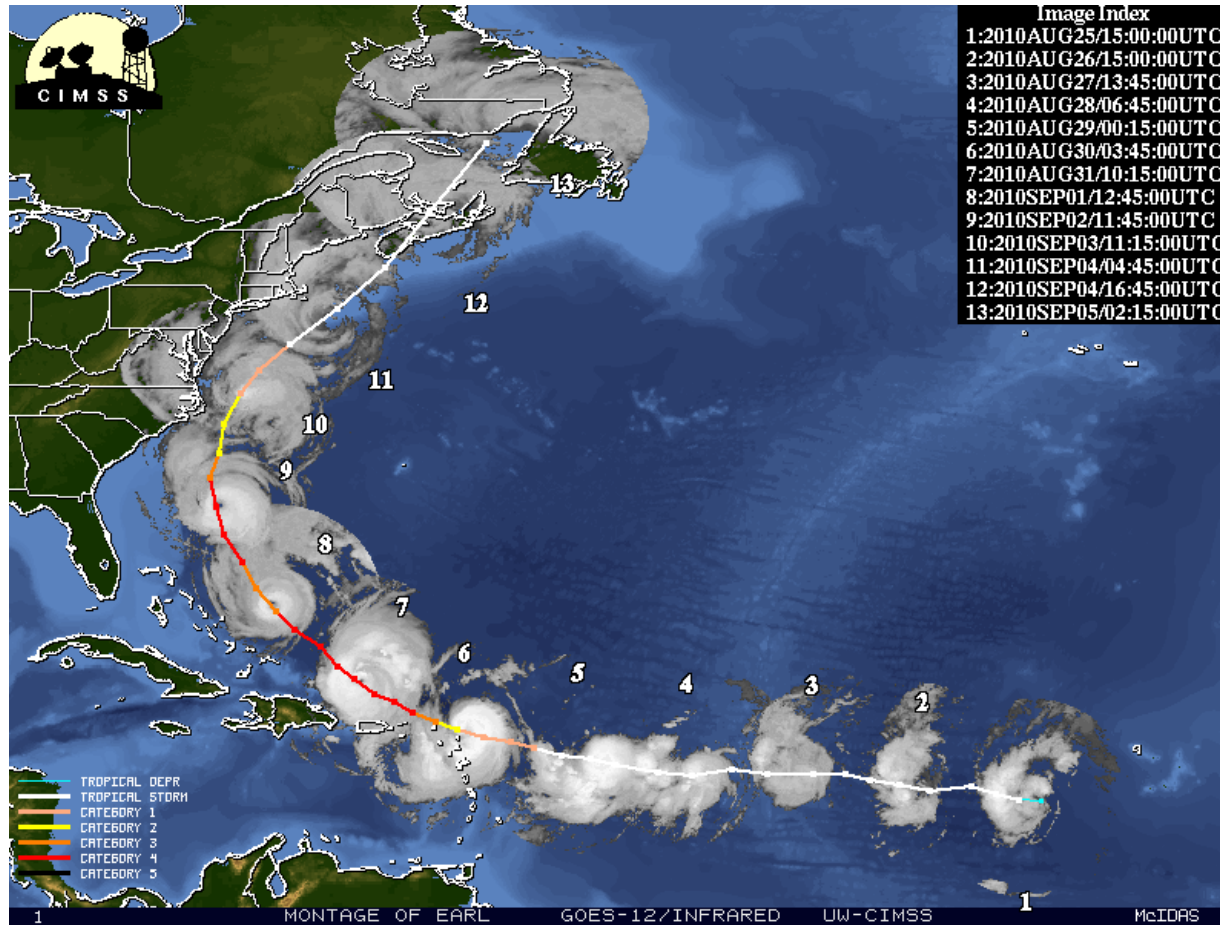 CIMSS
Image Index
1:2010AUG25/15:00:00UTC
2:2010AUG26/15:00:00UTC
3:2010AUG27/13:45:00UTC
4:2010AUG28/06:45:00UTC
5:2010AUG29/00:15:00UTC
6:2010AUG30/03:45:00UTC
7:2010AUG31/10:15:00UTC
8:2010SEP01/12:45:00UTC
9:2010SEP02/11:45:00UTC
10:2010SEP03/11:15:00UTC
11:2010SEP04/04:45:00UTC
12:2010SEP04/16:45:00UTC
13:2010SEP05/02:15:00UTC
13
12
11
10
9
8
7
6
5
4
3
2
1
TROPICAL DEPR
TROPICAL STORM
CATEGORY 1
CATEGORY 2
CATEGORY 3
CATEGORY 4
CATEGORY 5
1 MONTAGE OF EARL GOES-12/INFRARED UW-CIMSS McIDAS